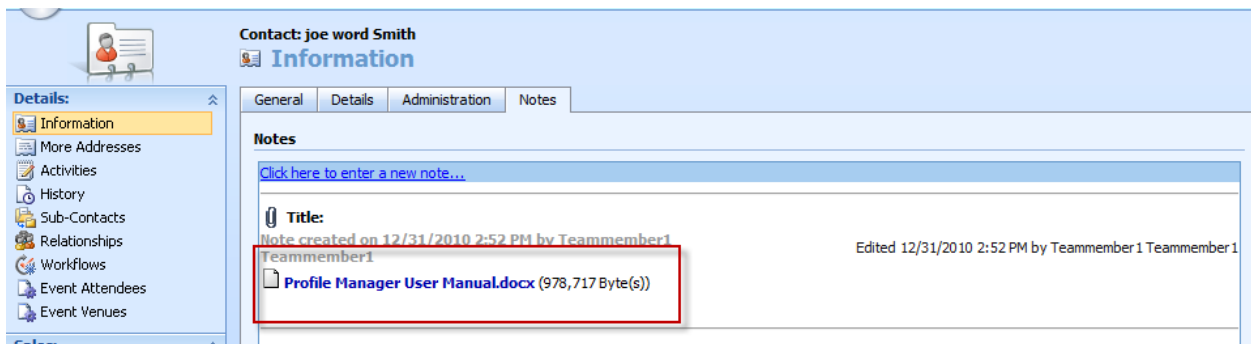 Contact: joe word Smith
Information
Details:
Information
More Addresses
Activities
History
Sub-Contacts
Relationships
Workflows
Event Attendees
Event Venues
General Details Administration Notes
Notes
Click here to enter a new note...
Title:
Note created on 12/31/2010 2:52 PM by Teammember1
Teammember1
Edited 12/31/2010 2:52 PM by Teammember1 Teammember1
Profile Manager User Manual.docx (978,717 Byte(s))